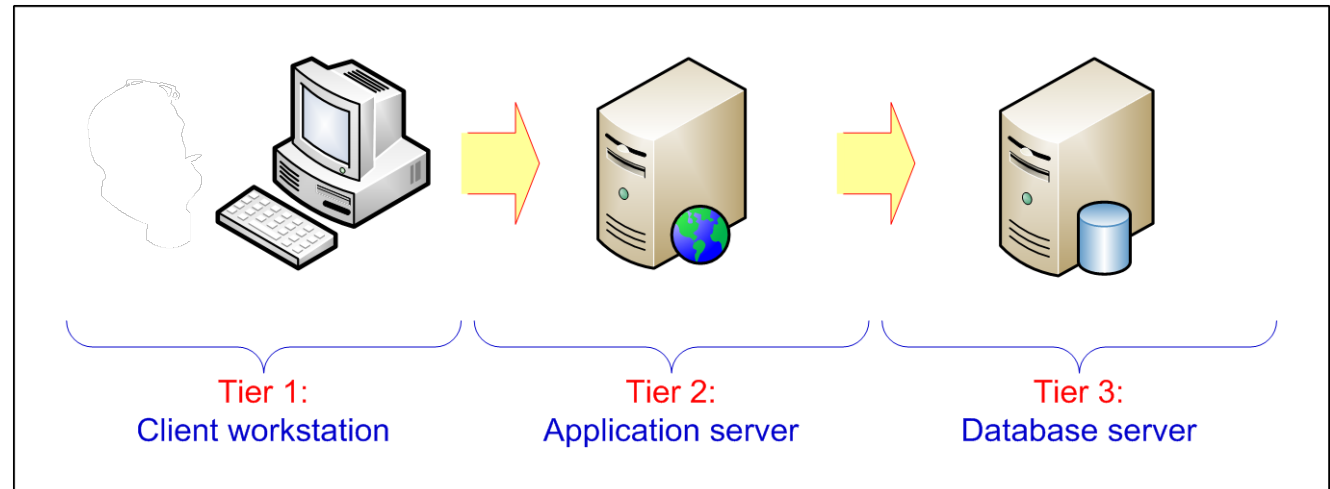 Tier 1:
Client workstation
Tier 2:
Application server
Tier 3:
Database server